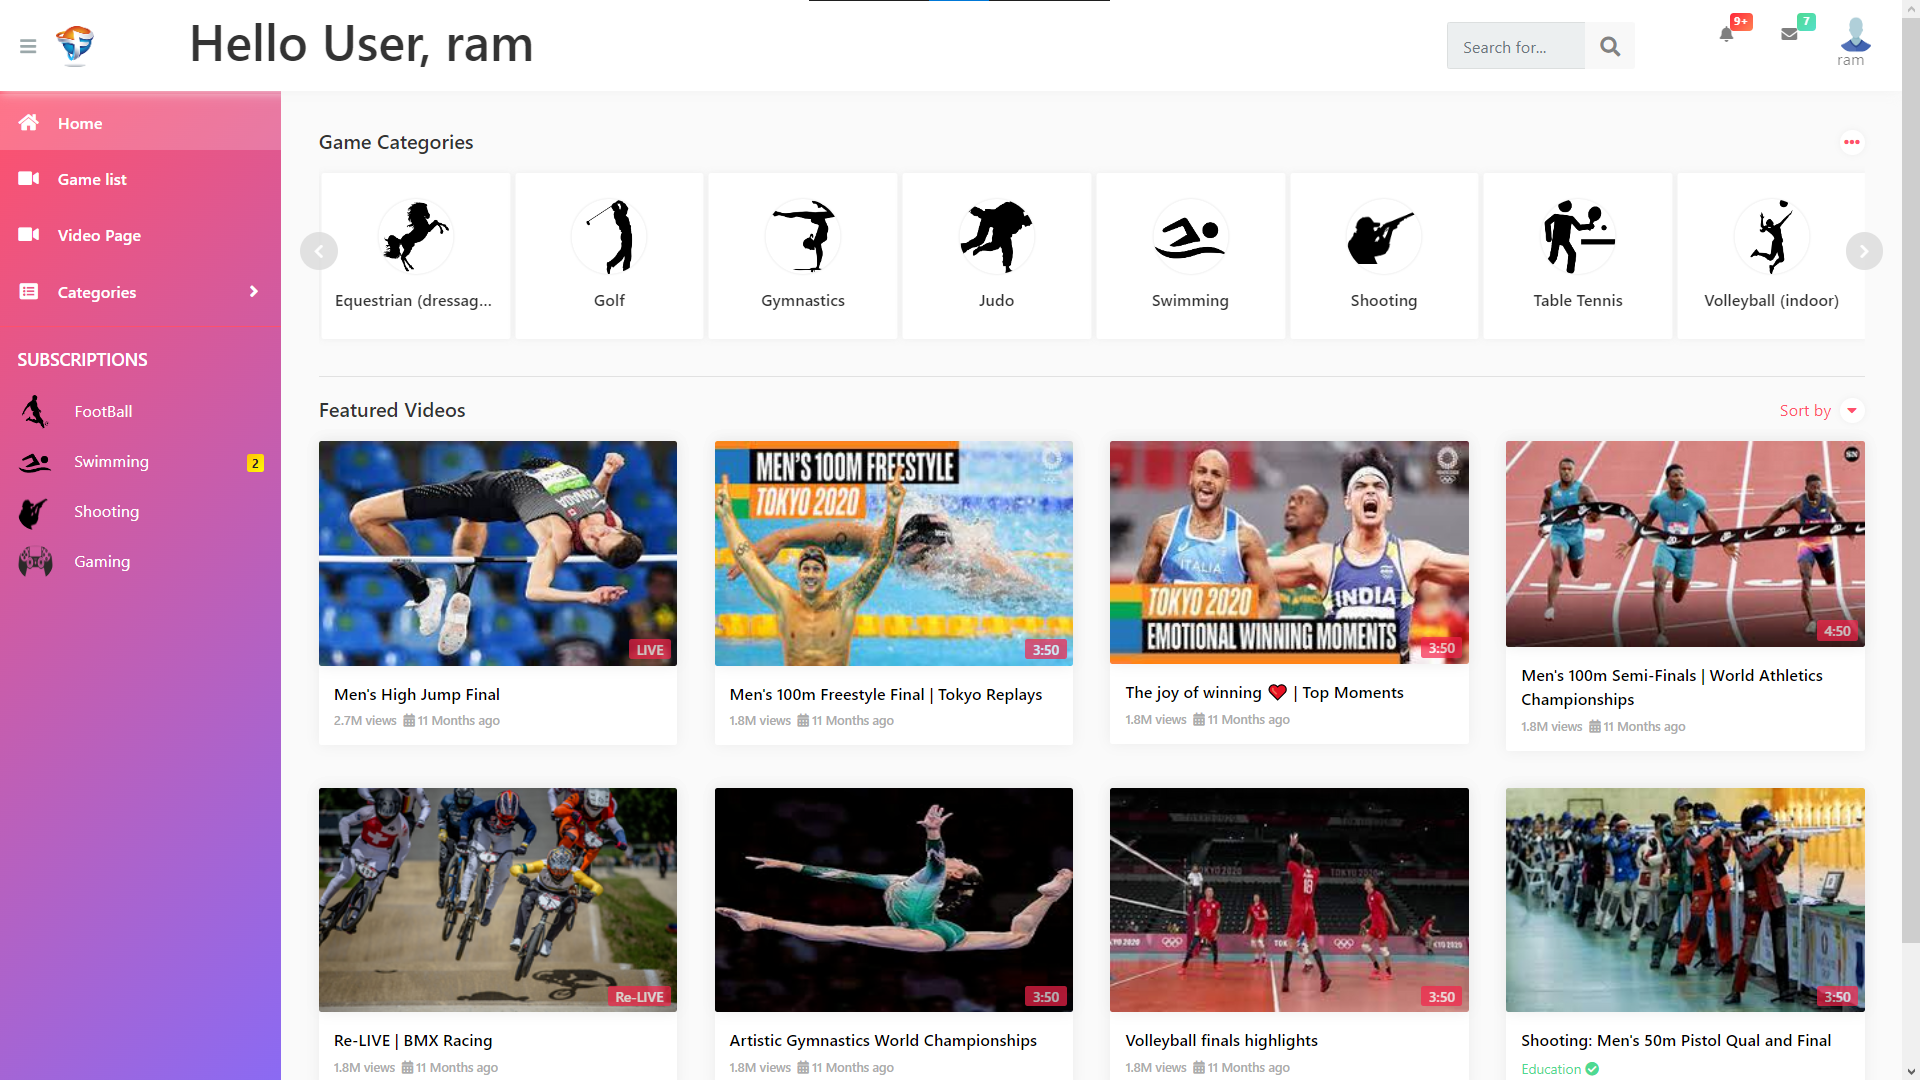 Hello User, ram
Search for...
9+
7
ram
Home
Game list
Video Page
Categories
SUBSCRIPTIONS
FootBall
Swimming
2
Shooting
Gaming
Game Categories
Equestrian (dressag...
Golf
Gymnastics
Judo
Swimming
Shooting
Table Tennis
Volleyball (indoor)
Featured Videos
Sort by
CANADA
LIVE
Men's High Jump Final
2.7M views 11 Months ago
MEN'S 100M FREESTYLE
TOKYO 2020
3:50
Men's 100m Freestyle Final | Tokyo Replays
1.8M views 11 Months ago
ITALIA
INDIA
TOKYO 2020
EMOTIONAL WINNING MOMENTS
3:50
The joy of winning ❤ | Top Moments
1.8M views 11 Months ago
SN
4:50
Men's 100m Semi-Finals | World Athletics
Championships
1.8M views 11 Months ago
Re-LIVE
Re-LIVE | BMX Racing
1.8M views 11 Months ago
3:50
Artistic Gymnastics World Championships
1.8M views 11 Months ago
TOKYO 2020
18
3:50
Volleyball finals highlights
1.8M views 11 Months ago
3:50
Shooting: Men's 50m Pistol Qual and Final
Education